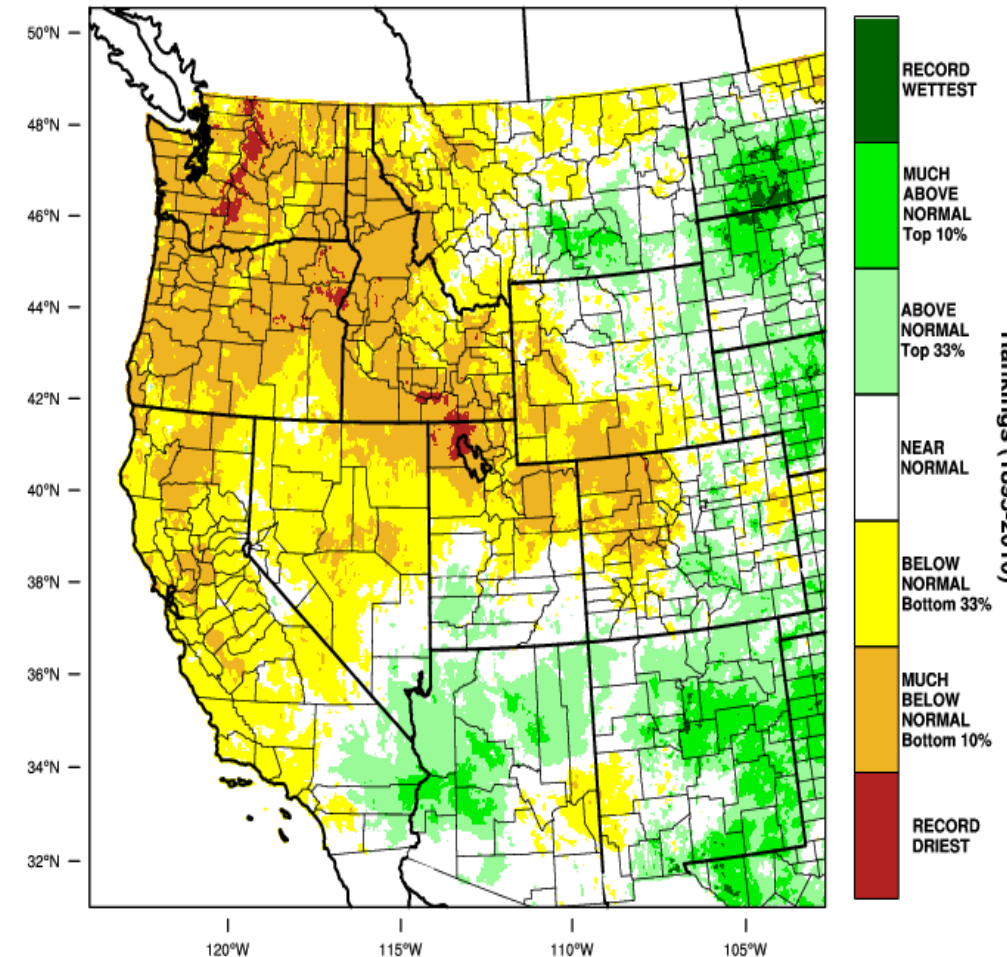 50°N
48°N
46°N
44°N
42°N
40°N
38°N
36°N
34°N
32°N
120°W
115°W
110°W
105°W
RECORD
WETTEST
MUCH
ABOVE
NORMAL
Top 10%
ABOVE
NORMAL
Top 33%
NEAR
NORMAL
BELOW
NORMAL
Bottom 33%
MUCH
BELOW
NORMAL
Bottom 10%
RECORD
DRIEST